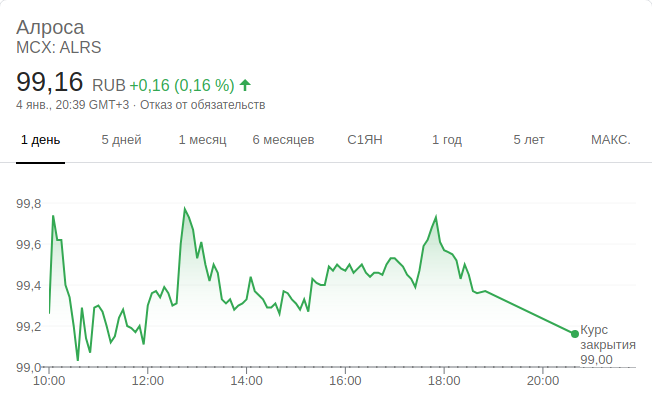 Алроса
MCX: ALRS
99,16 RUB +0,16 (0,16 %)
4 янв., 20:39 GMT+3 · Отказ от обязательств
1 день 5 дней 1 месяц 6 месяцев С1ЯН 1 год 5 лет МАКС.
99,8
99,6
99,4
99,2
99,0
Курс
закрытия
99,00
10:00 12:00 14:00 16:00 18:00 20:00